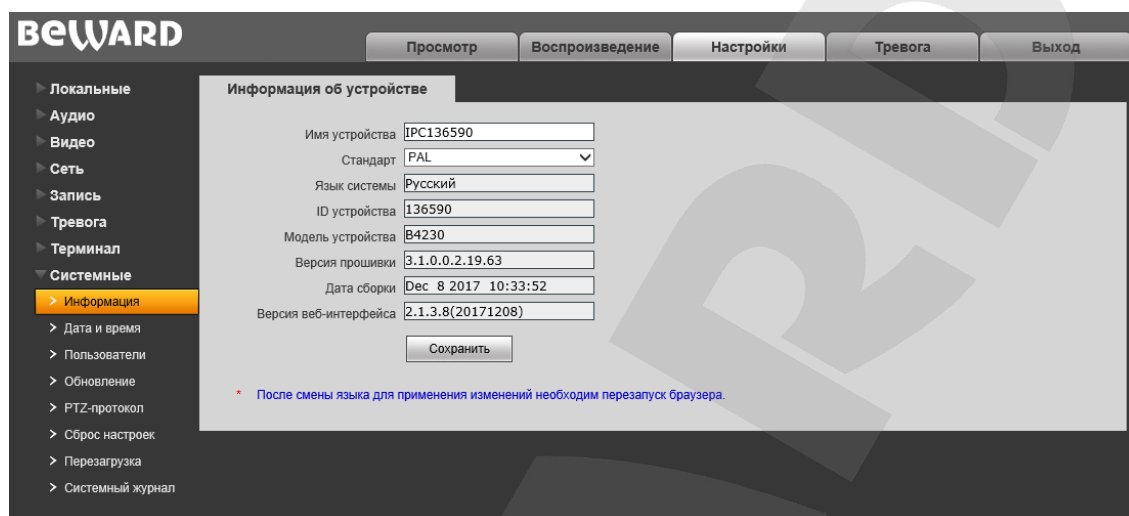 BEWARD
Просмотр Воспроизведение Настройки Тревога Выход
Локальные
Аудио
Видео
Сеть
Запись
Тревога
Терминал
Системные
Информация
Дата и время
Пользователи
Обновление
PTZ-протокол
Сброс настроек
Перезагрузка
Системный журнал
Информация об устройстве
Имя устройства IPC136590
Стандарт PAL
Язык системы Русский
ID устройства 136590
Модель устройства B4230
Версия прошивки 3.1.0.0.2.19.63
Дата сборки Dec 8 2017 10:33:52
Версия веб-интерфейса 2.1.3.8(20171208)
Сохранить
* После смены языка для применения изменений необходим перезапуск браузера.